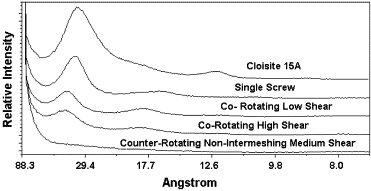 Relative Intensity
Cloisite 15A
Single Screw
Co- Rotating Low Shear
Co-Rotating High Shear
Counter-Rotating Non-Intermeshing Medium Shear
88.3 29.4 17.7 12.6 9.8 8.0
Angstrom